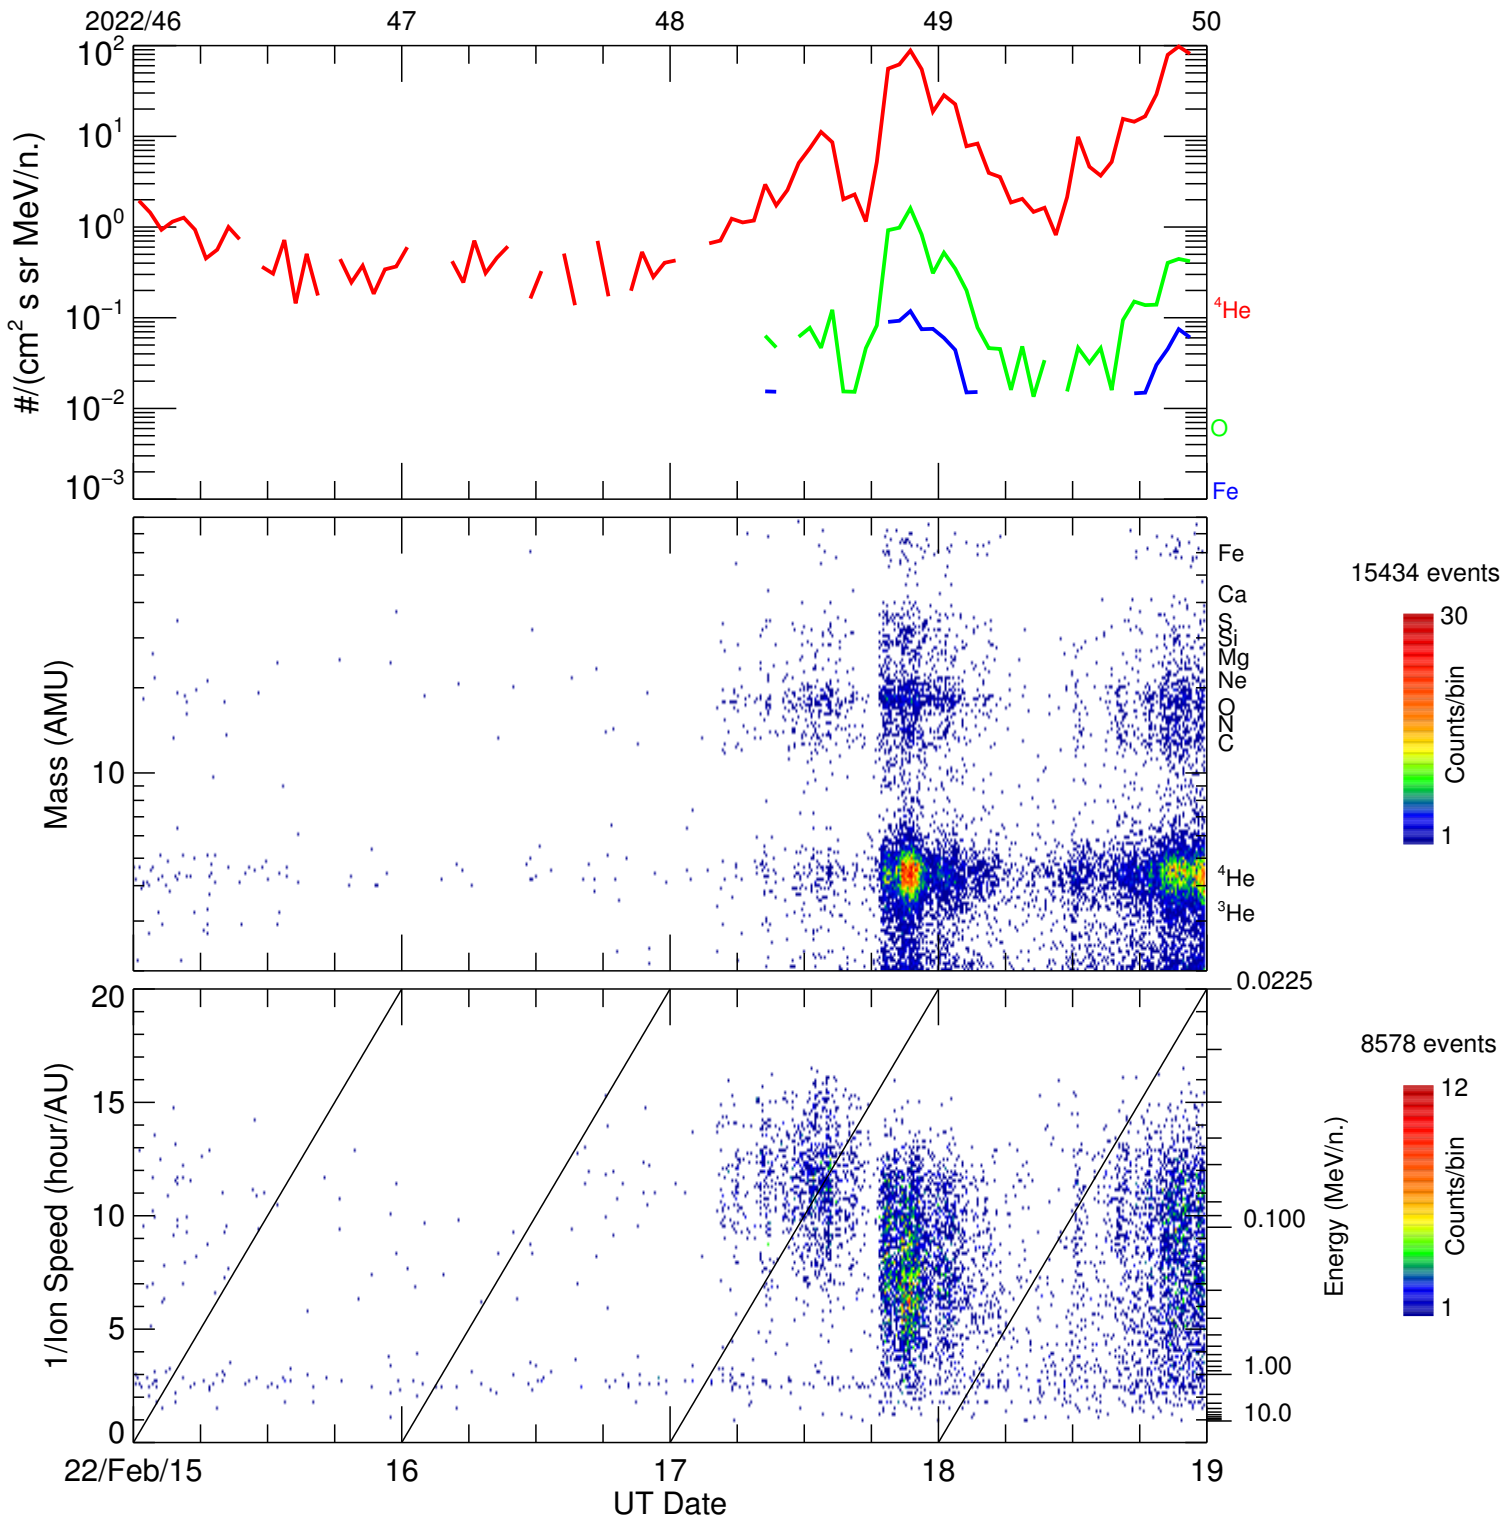 2022/46 47 48 49 50
10²
10¹
10⁰
10⁻¹
10⁻²
10⁻³
#/(cm² s sr MeV/n.)
⁴He
O
Fe
10
Mass (AMU)
Fe
Ca
S
Si
Mg
Ne
O
N
C
⁴He
³He
15434 events
30
Counts/bin
1
20
15
10
5
0
1/Ion Speed (hour/AU)
0.0225
0.100
1.00
10.0
Energy (MeV/n.)
8578 events
12
Counts/bin
1
22/Feb/15 16 17 18 19
UT Date